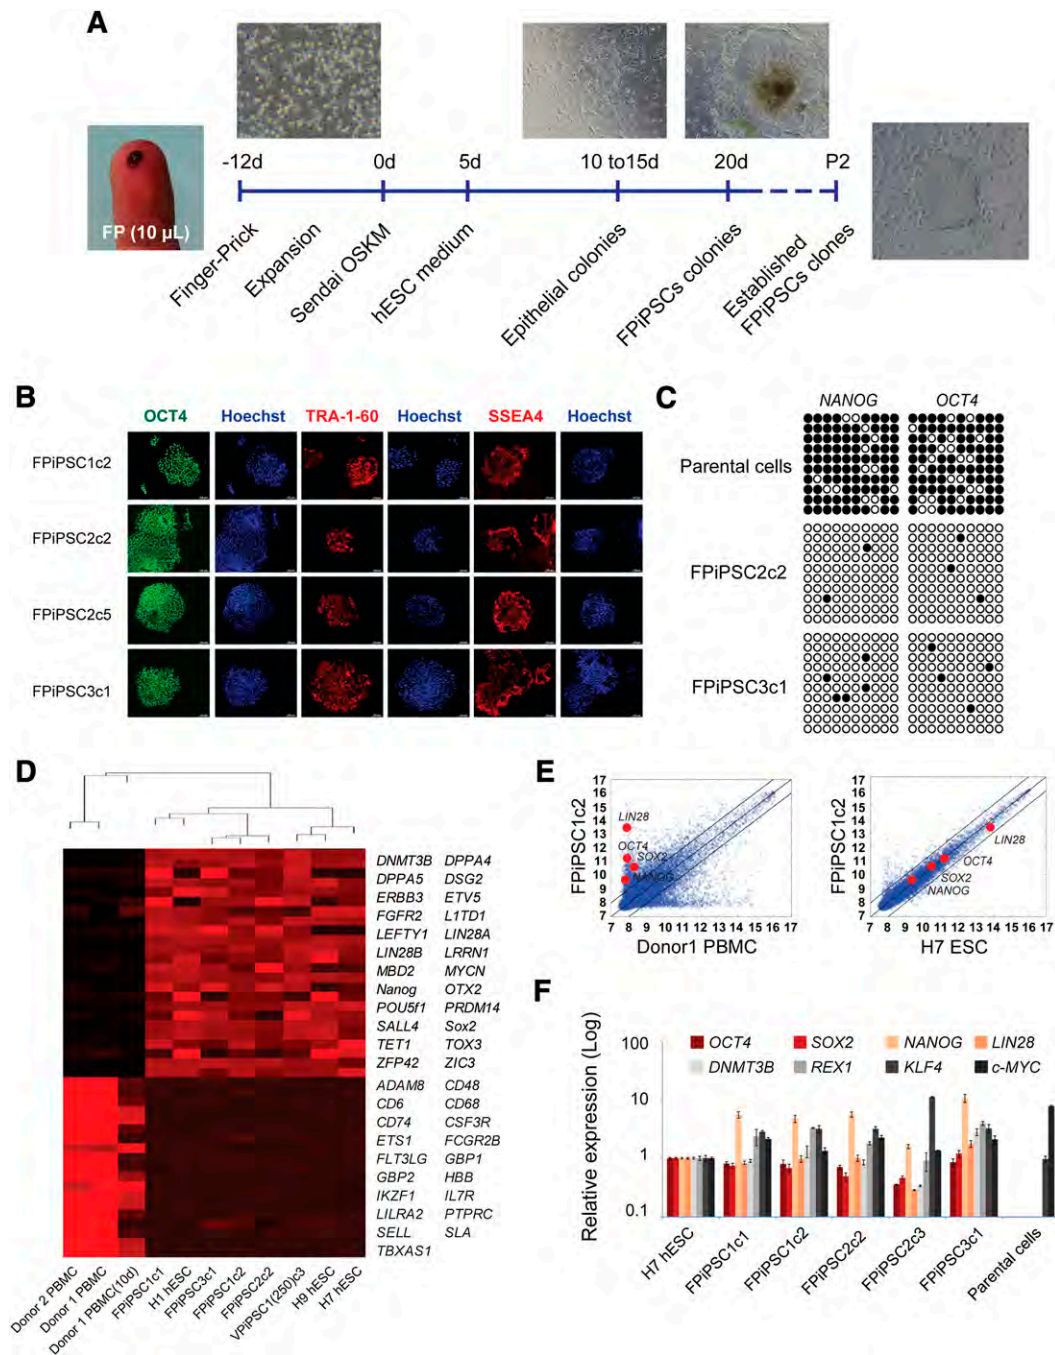 A
-12d 0d 5d 10 to15d 20d P2
FP (10 µL)
Finger-Prick
Expansion
Sendai OSKM
hESC medium
Epithelial colonies
FPiPSCs colonies
Established
FPiPSCs clones
B
OCT4 Hoechst TRA-1-60 Hoechst SSEA4 Hoechst
FPiPSC1c2
FPiPSC2c2
FPiPSC2c5
FPiPSC3c1
C
NANOG OCT4
Parental cells
FPiPSC2c2
FPiPSC3c1
D
DNMT3B DPPA4
DPPA5 DSG2
ERBB3 ETV5
FGFR2 L1TD1
LEFTY1 LIN28A
LIN28B LRRN1
MBD2 MYCN
Nanog OTX2
POU5f1 PRDM14
SALL4 Sox2
TET1 TOX3
ZFP42 ZIC3
ADAM8 CD48
CD6 CD68
CD74 CSF3R
ETS1 FCGR2B
FLT3LG GBP1
GBP2 HBB
IKZF1 IL7R
LILRA2 PTPRC
SELL SLA
TBXAS1
Donor 2 PBMC
Donor 1 PBMC
Donor 1 PBMC(10d)
FPiPSC1c1
H1 hESC
FPiPSC3c1
FPiPSC1c2
FPiPSC2c2
VPiPSC1(250)c3
H9 hESC
H7 hESC
E
FPiPSC1c2
17
16
15
14
13
12
11
10
9
8
7
LIN28
OCT4
SOX2
NANOG
7 8 9 10 11 12 13 14 15 16 17
Donor1 PBMC
FPiPSC1c2
17
16
15
14
13
12
11
10
9
8
7
LIN28
OCT4
SOX2
NANOG
7 8 9 10 11 12 13 14 15 16 17
H7 ESC
F
Relative expression (Log)
100
10
1
0.1
OCT4 SOX2 NANOG LIN28
DNMT3B REX1 KLF4 c-MYC
H7 hESC
FPiPSC1c1
FPiPSC1c2
FPiPSC2c2
FPiPSC2c3
FPiPSC3c1
Parental cells